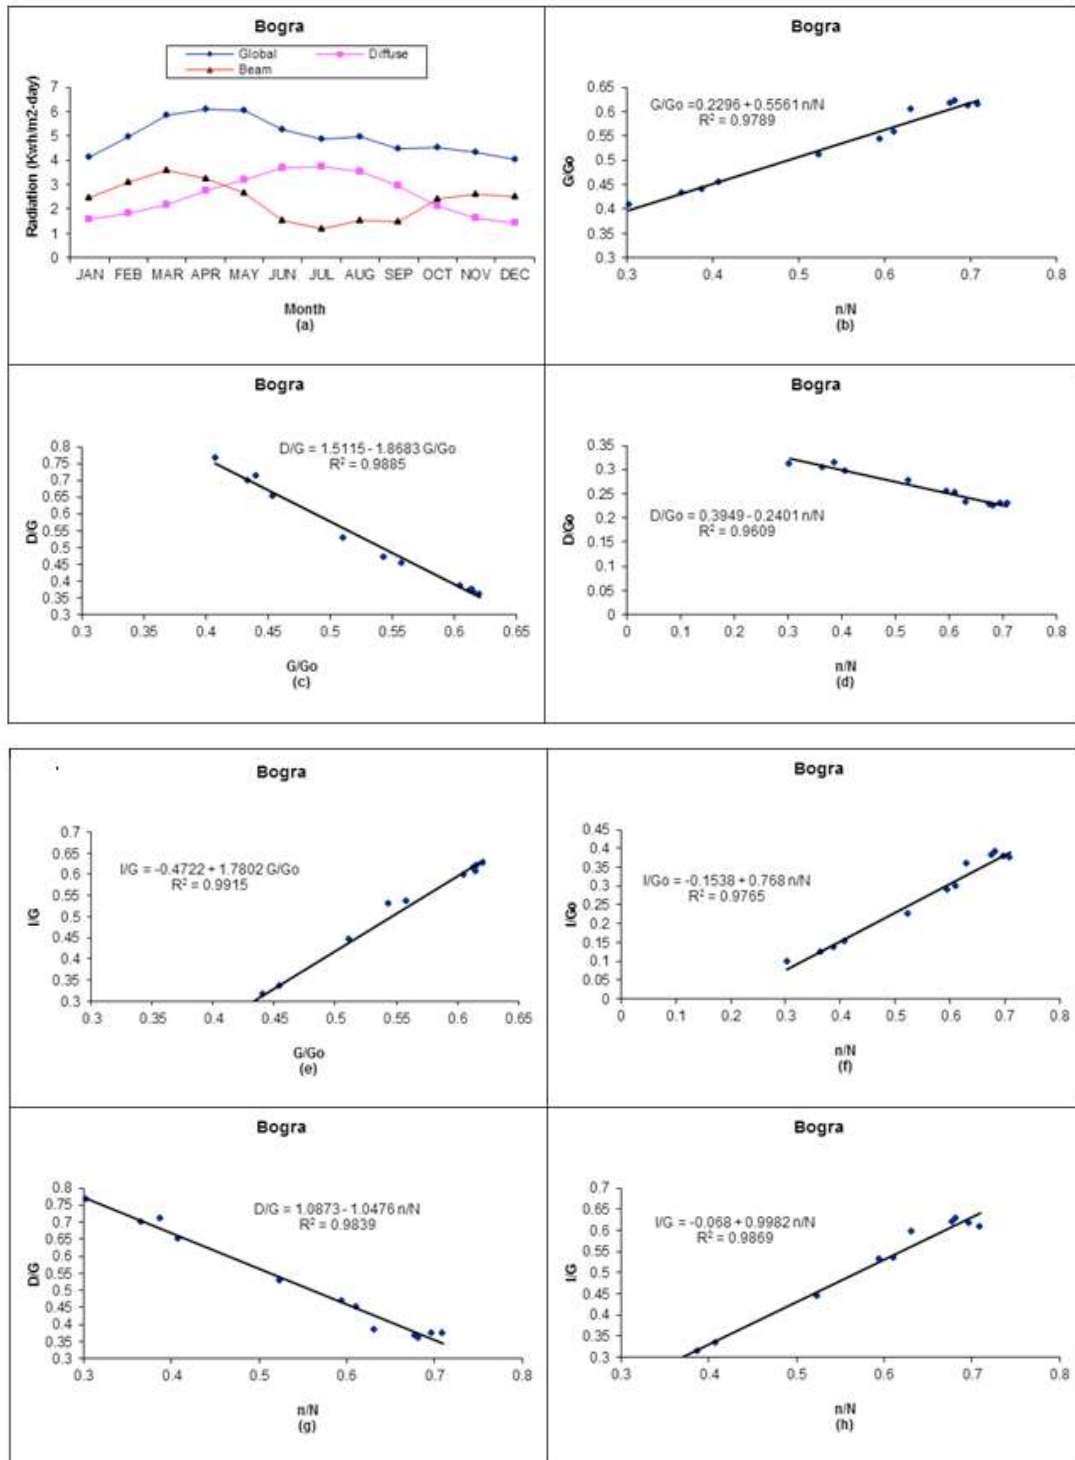 Bogra
Global
Diffuse
Beam
Radiation (Kwh/m2-day)
7
6
5
4
3
2
1
0
JAN FEB MAR APR MAY JUN JUL AUG SEP OCT NOV DEC
Month
(a)
Bogra
G/Go =0.2296 + 0.5561 n/N
R² = 0.9789
G/Go
0.65
0.6
0.55
0.5
0.45
0.4
0.35
0.3
0.3 0.4 0.5 0.6 0.7 0.8
n/N
(b)
Bogra
D/G = 1.5115 - 1.8683 G/Go
R² = 0.9885
D/G
0.8
0.75
0.7
0.65
0.6
0.55
0.5
0.45
0.4
0.35
0.3
0.3 0.35 0.4 0.45 0.5 0.55 0.6 0.65
G/Go
(c)
Bogra
D/Go
0.35
0.3
0.25
0.2
0.15
0.1
0.05
0
D/Go = 0.3949 - 0.2401 n/N
R² = 0.9609
0 0.1 0.2 0.3 0.4 0.5 0.6 0.7 0.8
n/N
(d)
Bogra
I/G = -0.4722 + 1.7802 G/Go
R² = 0.9915
I/G
0.7
0.6
0.5
0.45
0.4
0.35
0.3
0.3 0.35 0.4 0.45 0.5 0.55 0.6 0.65
G/Go
(e)
Bogra
I/Go = -0.1538 + 0.768 n/N
R² = 0.9765
I/Go
0.45
0.4
0.35
0.3
0.25
0.2
0.15
0.1
0.05
0
0 0.1 0.2 0.3 0.4 0.5 0.6 0.7 0.8
n/N
(f)
Bogra
D/G = 1.0873 - 1.0476 n/N
R² = 0.9839
D/G
0.8
0.75
0.7
0.65
0.6
0.55
0.5
0.45
0.4
0.35
0.3
0.3 0.4 0.5 0.6 0.7 0.8
n/N
(g)
Bogra
I/G = -0.068 + 0.9982 n/N
R² = 0.9869
I/G
0.7
0.6
0.5
0.45
0.4
0.35
0.3
0.3 0.4 0.5 0.6 0.7 0.8
n/N
(h)